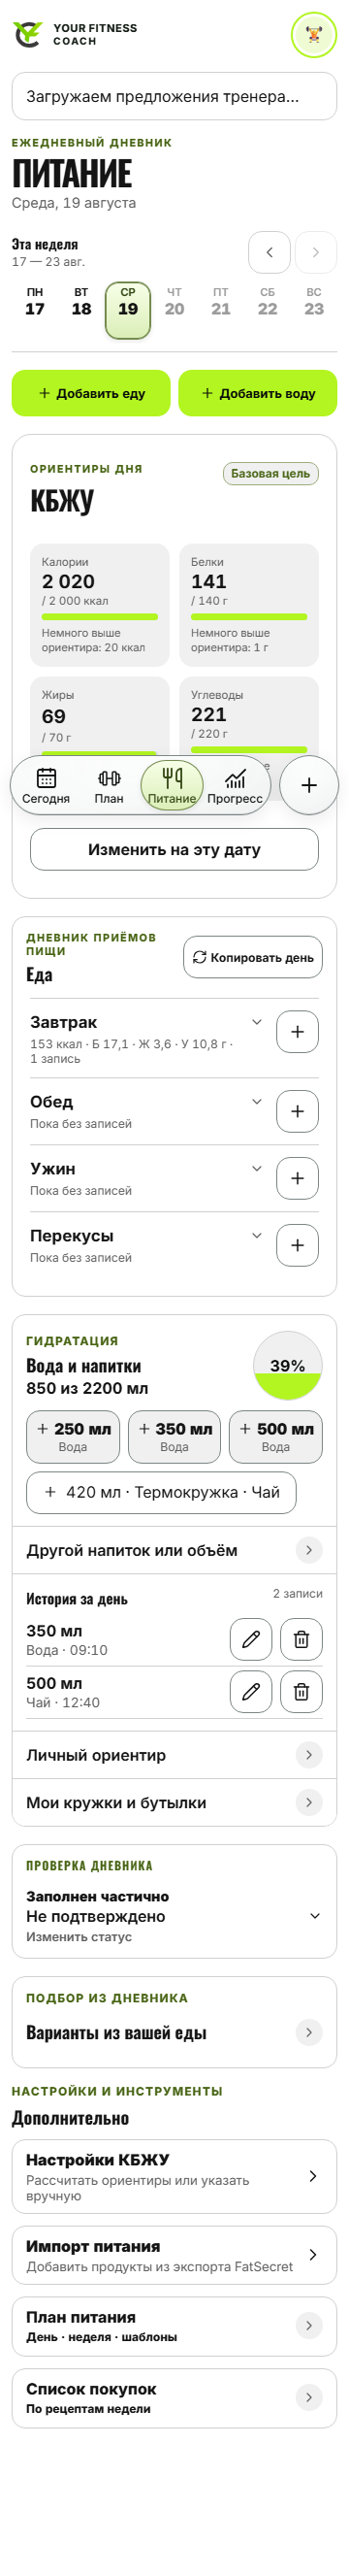 YOUR FITNESS
COACH
Загружаем предложения тренера...
ЕЖЕДНЕВНЫЙ ДНЕВНИК
ПИТАНИЕ
Среда, 19 августа
Эта неделя
17 — 23 авг.
ПН ВТ СР ЧТ ПТ СБ ВС
17 18 19 20 21 22 23
+ Добавить еду + Добавить воду
ОРИЕНТИРЫ ДНЯ
Базовая цель
КБЖУ
Калории Белки
2 020 141
/ 2 000 ккал / 140 г
Немного выше Немного выше
ориентира: 20 ккал ориентира: 1 г
Жиры Углеводы
69 221
/ 70 г / 220 г
Сегодня План Питание Прогресс +
Изменить на эту дату
ДНЕВНИК ПРИЁМОВ
ПИЩИ
Еда
Копировать день
Завтрак
153 ккал · Б 17,1 · Ж 3,6 · У 10,8 г ·
1 запись
Обед
Пока без записей
Ужин
Пока без записей
Перекусы
Пока без записей
ГИДРАТАЦИЯ
Вода и напитки
850 из 2200 мл
39%
+ 250 мл + 350 мл + 500 мл
Вода Вода Вода
+ 420 мл · Термокружка · Чай
Другой напиток или объём
История за день 2 записи
350 мл
Вода · 09:10
500 мл
Чай · 12:40
Личный ориентир
Мои кружки и бутылки
ПРОВЕРКА ДНЕВНИКА
Заполнен частично
Не подтверждено
Изменить статус
ПОДБОР ИЗ ДНЕВНИКА
Варианты из вашей еды
НАСТРОЙКИ И ИНСТРУМЕНТЫ
Дополнительно
Настройки КБЖУ
Рассчитать ориентиры или указать
вручную
Импорт питания
Добавить продукты из экспорта FatSecret
План питания
День · неделя · шаблоны
Список покупок
По рецептам недели